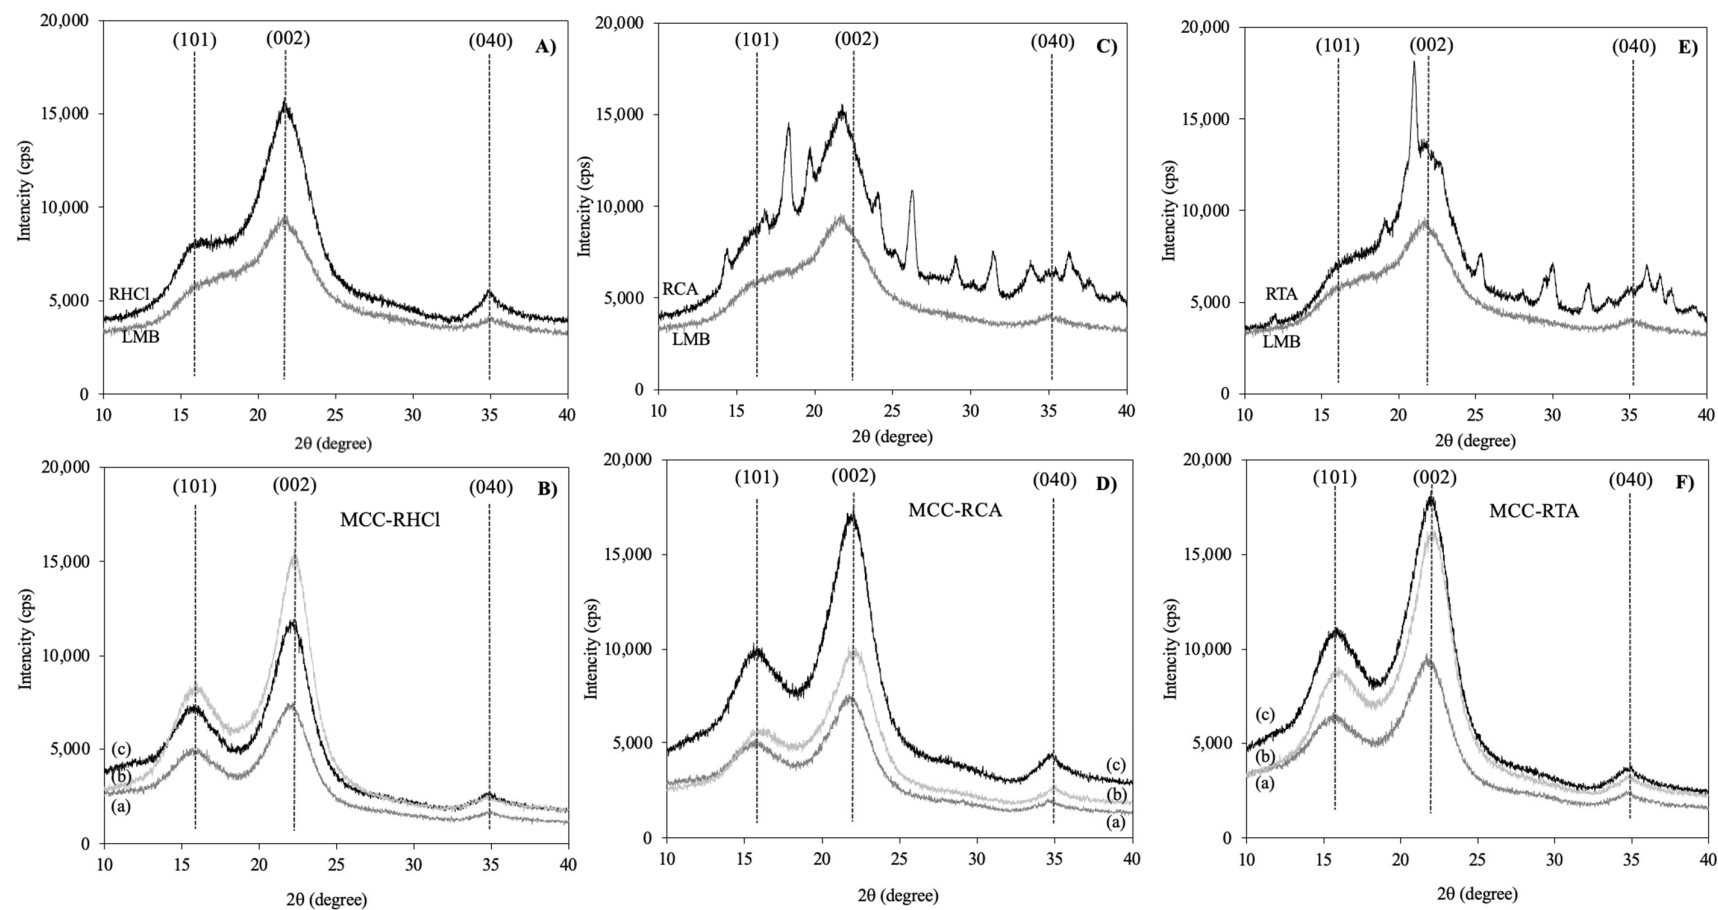 20,000
15,000
10,000
5,000
0
Intencity (cps)
(101)
(002)
(040)
A)
RHCl
LMB
10 15 20 25 30 35 40
2θ (degree)
20,000
15,000
10,000
5,000
0
Intencity (cps)
(101)
(002)
(040)
C)
RCA
LMB
10 15 20 25 30 35 40
2θ (degree)
20,000
15,000
10,000
5,000
0
Intencity (cps)
(101)
(002)
(040)
E)
RTA
LMB
10 15 20 25 30 35 40
2θ (degree)
20,000
15,000
10,000
5,000
0
Intencity (cps)
(101)
(002)
(040)
B)
MCC-RHCl
(c)
(b)
(a)
10 15 20 25 30 35 40
2θ (degree)
20,000
15,000
10,000
5,000
0
Intencity (cps)
(101)
(002)
(040)
D)
MCC-RCA
(c)
(b)
(a)
10 15 20 25 30 35 40
2θ (degree)
20,000
15,000
10,000
5,000
0
Intencity (cps)
(101)
(002)
(040)
F)
MCC-RTA
(c)
(b)
(a)
10 15 20 25 30 35 40
2θ (degree)